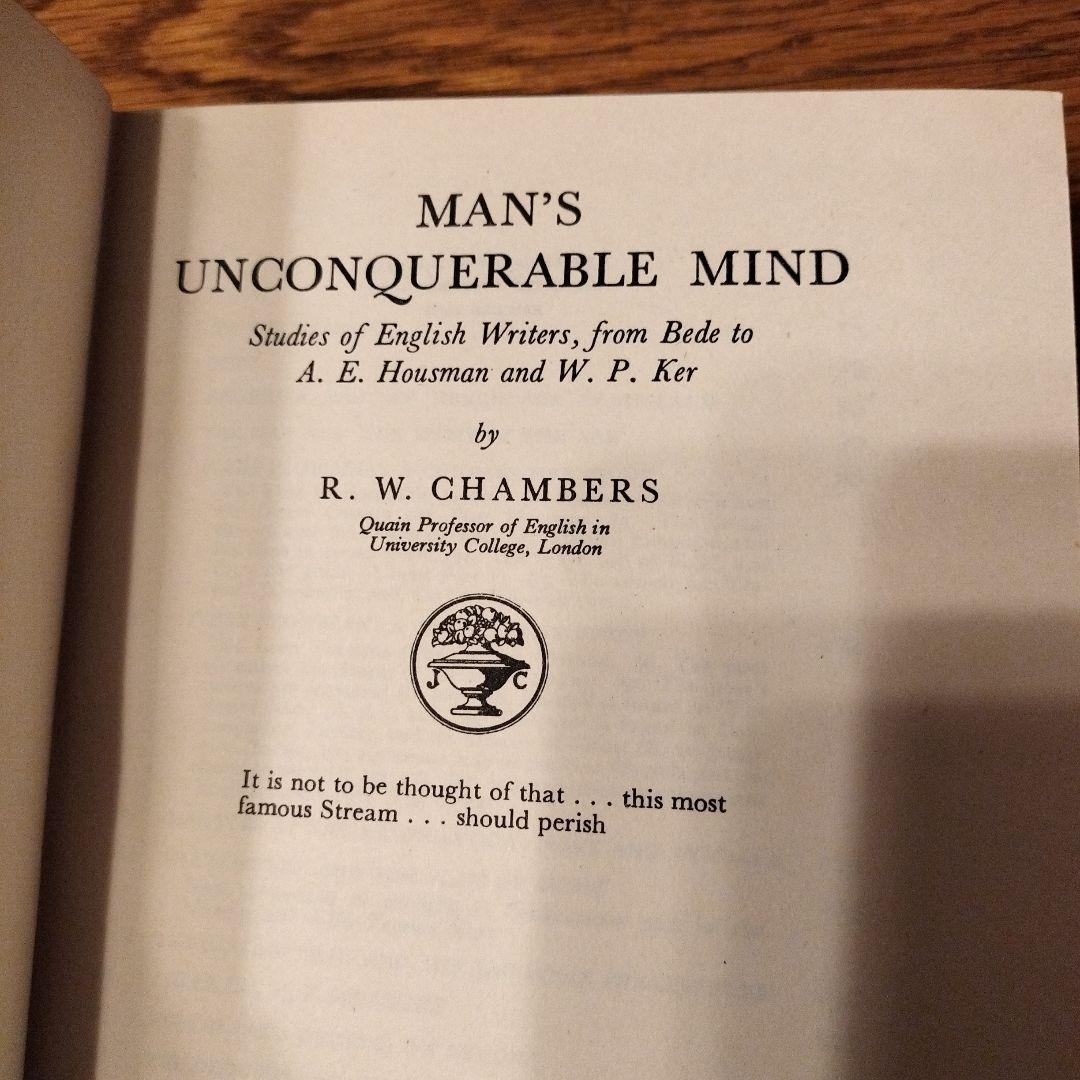 MAN’S
UNCONQUERABLE MIND
Studies of English Writers, from Bede to
A. E. Housman and W. P. Ker
by
R. W. CHAMBERS
Quain Professor of English in
University College, London
J C
It is not to be thought of that . . . this most
famous Stream . . . should perish